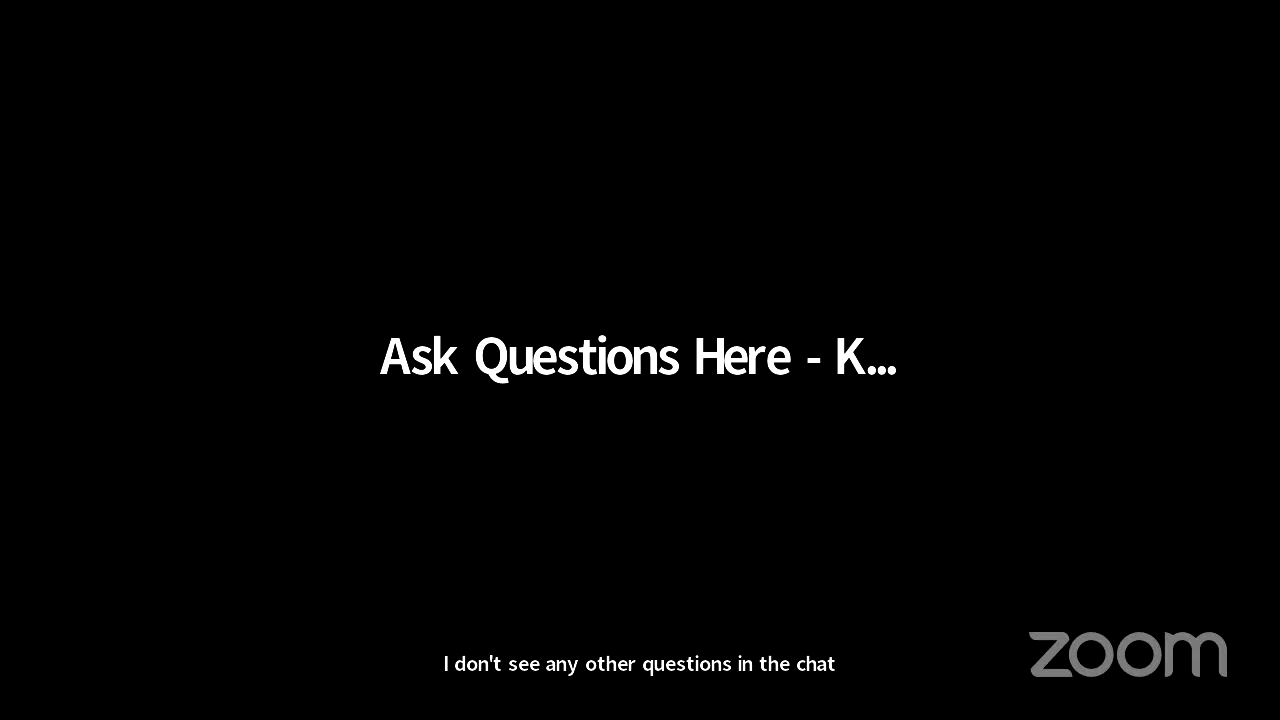 Ask Questions Here - K...
I don't see any other questions in the chat
zoom